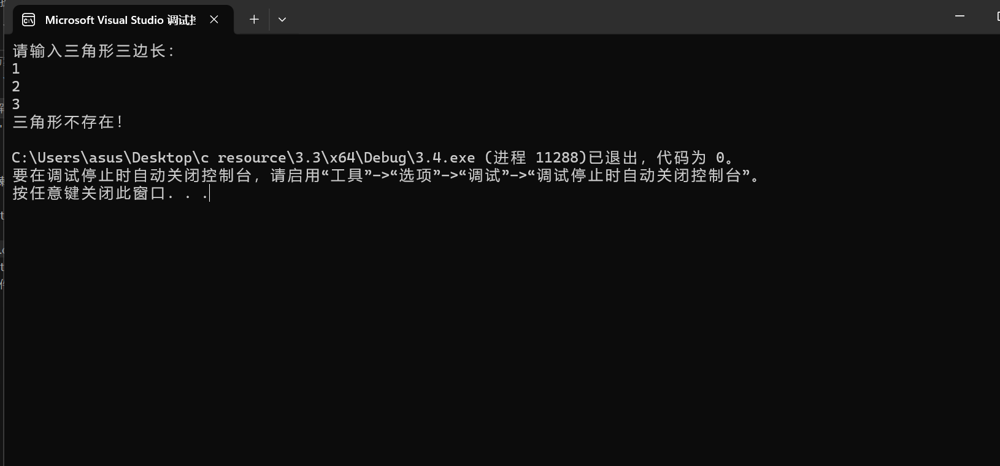 Microsoft Visual Studio 调试
请输入三角形三边长:
1
2
3
三角形不存在!
C:\Users\asus\Desktop\c resource\3.3\x64\Debug\3.4.exe (进程 11288)已退出，代码为 0。
要在调试停止时自动关闭控制台，请启用“工具”->“选项”->“调试”->“调试停止时自动关闭控制台”。
按任意键关闭此窗口. . .